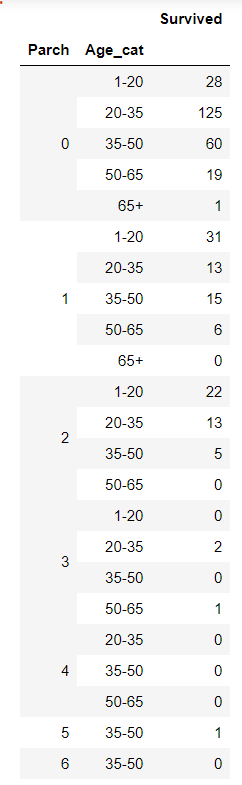 Survived
Parch Age_cat
1-20 28
20-35 125
0 35-50 60
50-65 19
65+ 1
1-20 31
20-35 13
1 35-50 15
50-65 6
65+ 0
1-20 22
2 20-35 13
35-50 5
50-65 0
1-20 0
3 20-35 2
35-50 0
50-65 1
20-35 0
4 35-50 0
50-65 0
5 35-50 1
6 35-50 0